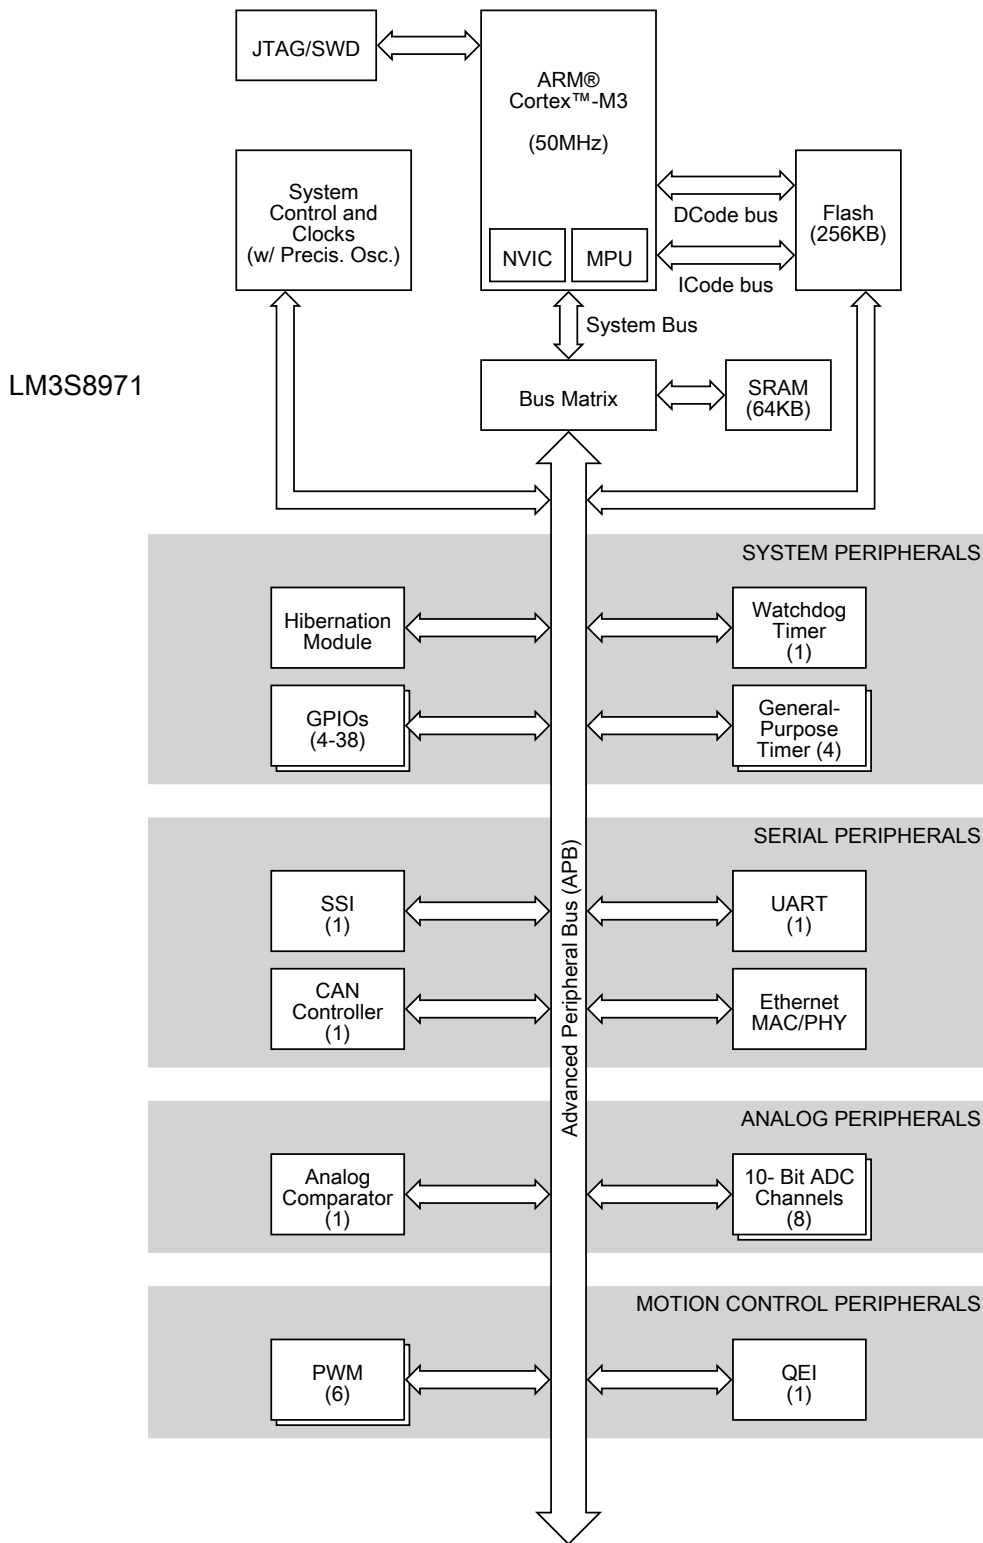 JTAG/SWD
ARM®
Cortex™-M3
(50MHz)
System
Control and
Clocks
(w/ Precis. Osc.)
DCode bus
Flash
(256KB)
NVIC
MPU
ICode bus
System Bus
LM3S8971
Bus Matrix
SRAM
(64KB)
SYSTEM PERIPHERALS
Hibernation
Module
Watchdog
Timer
(1)
GPIOs
(4-38)
General-
Purpose
Timer (4)
Advanced Peripheral Bus (APB)
SERIAL PERIPHERALS
SSI
(1)
UART
(1)
CAN
Controller
(1)
Ethernet
MAC/PHY
ANALOG PERIPHERALS
Analog
Comparator
(1)
10- Bit ADC
Channels
(8)
MOTION CONTROL PERIPHERALS
PWM
(6)
QEI
(1)